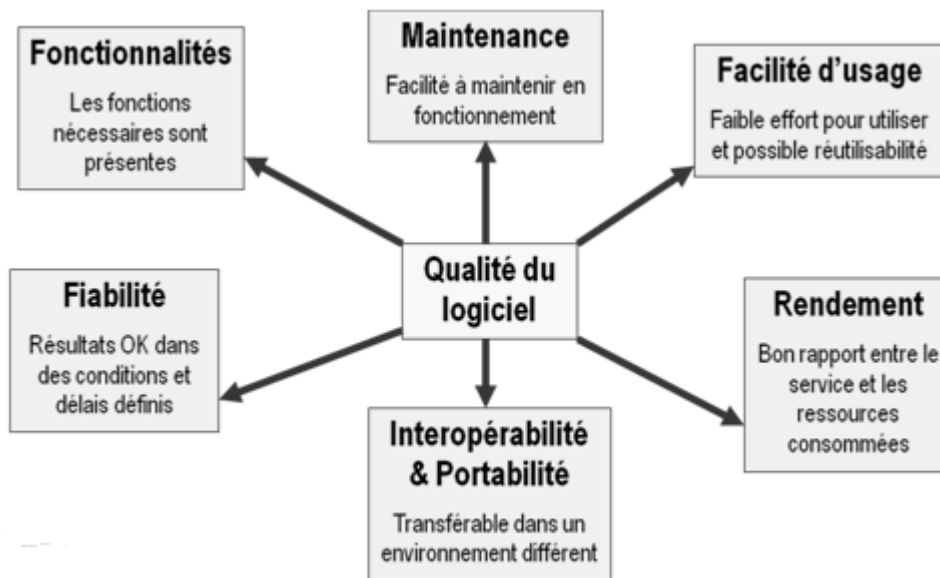 Fonctionnalités
Les fonctions
nécessaires sont
présentes
Maintenance
Facilité à maintenir en
fonctionnement
Facilité d'usage
Faible effort pour utiliser
et possible réutilisabilité
Qualité du
logiciel
Fiabilité
Résultats OK dans
des conditions et
délais définis
Interopérabilité
& Portabilité
Transférable dans un
environnement différent
Rendement
Bon rapport entre le
service et les
ressources
consommées